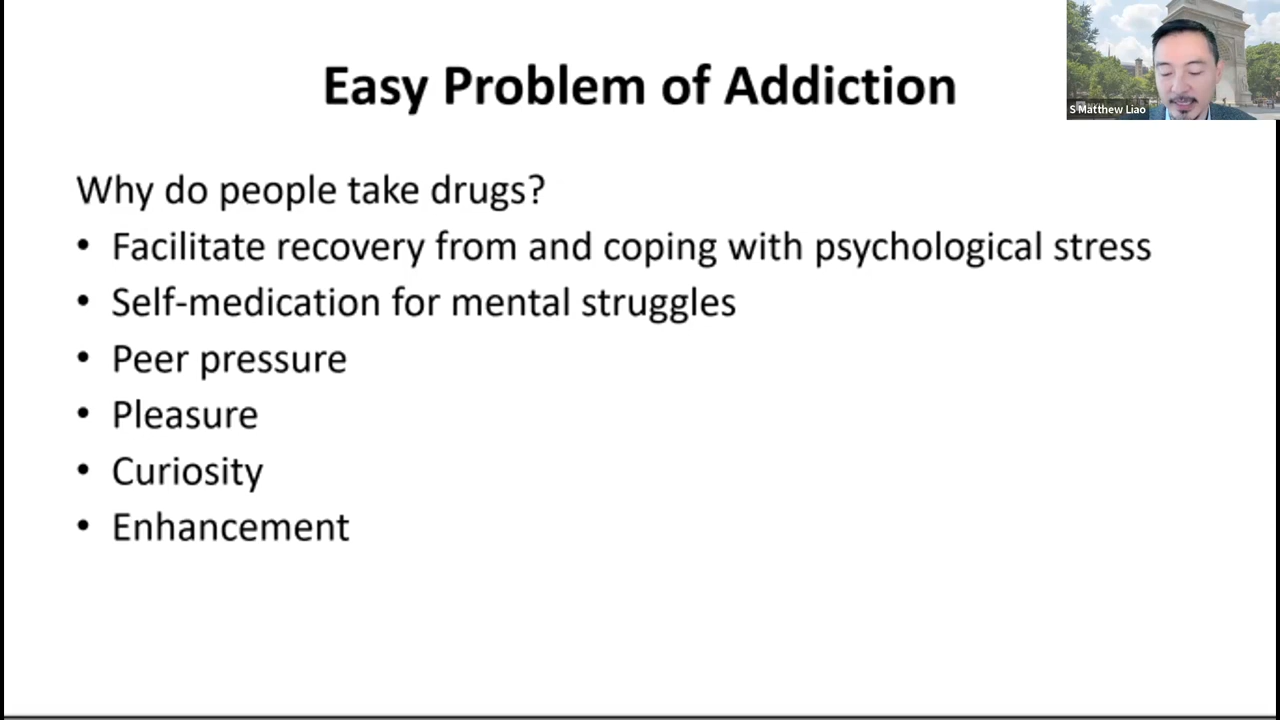 Easy Problem of Addiction
S Matthew Liao
Why do people take drugs?
• Facilitate recovery from and coping with psychological stress
• Self-medication for mental struggles
• Peer pressure
• Pleasure
• Curiosity
• Enhancement